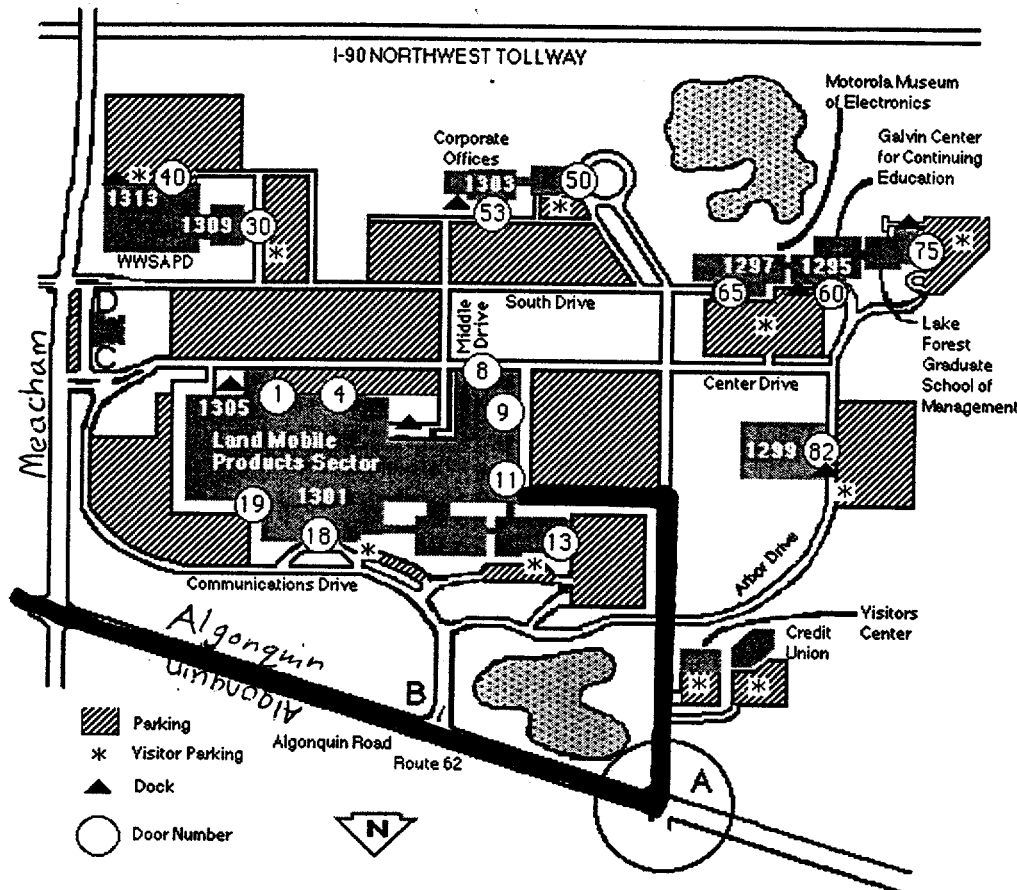 I-90 NORTHWEST TOLLWAY
Motorola Museum
of Electronics
Galvin Center
for Continuing
Education
Corporate
Offices
1303
50
53
40
1313
1309
30
WWSAPD
1297
1295
75
65
60
South Drive
Middle
Drive
Lake
Forest
Graduate
School of
Management
Center Drive
D
C
Meacham
8
1
4
9
1305
Land Mobile
Products Sector
1301
11
19
18
13
1299
82
Arbor Drive
Communications Drive
Visitors
Center
Credit
Union
Algonquin
Algonquin
B
A
Algonquin Road
Route 62
Parking
Visitor Parking
Dock
Door Number
N